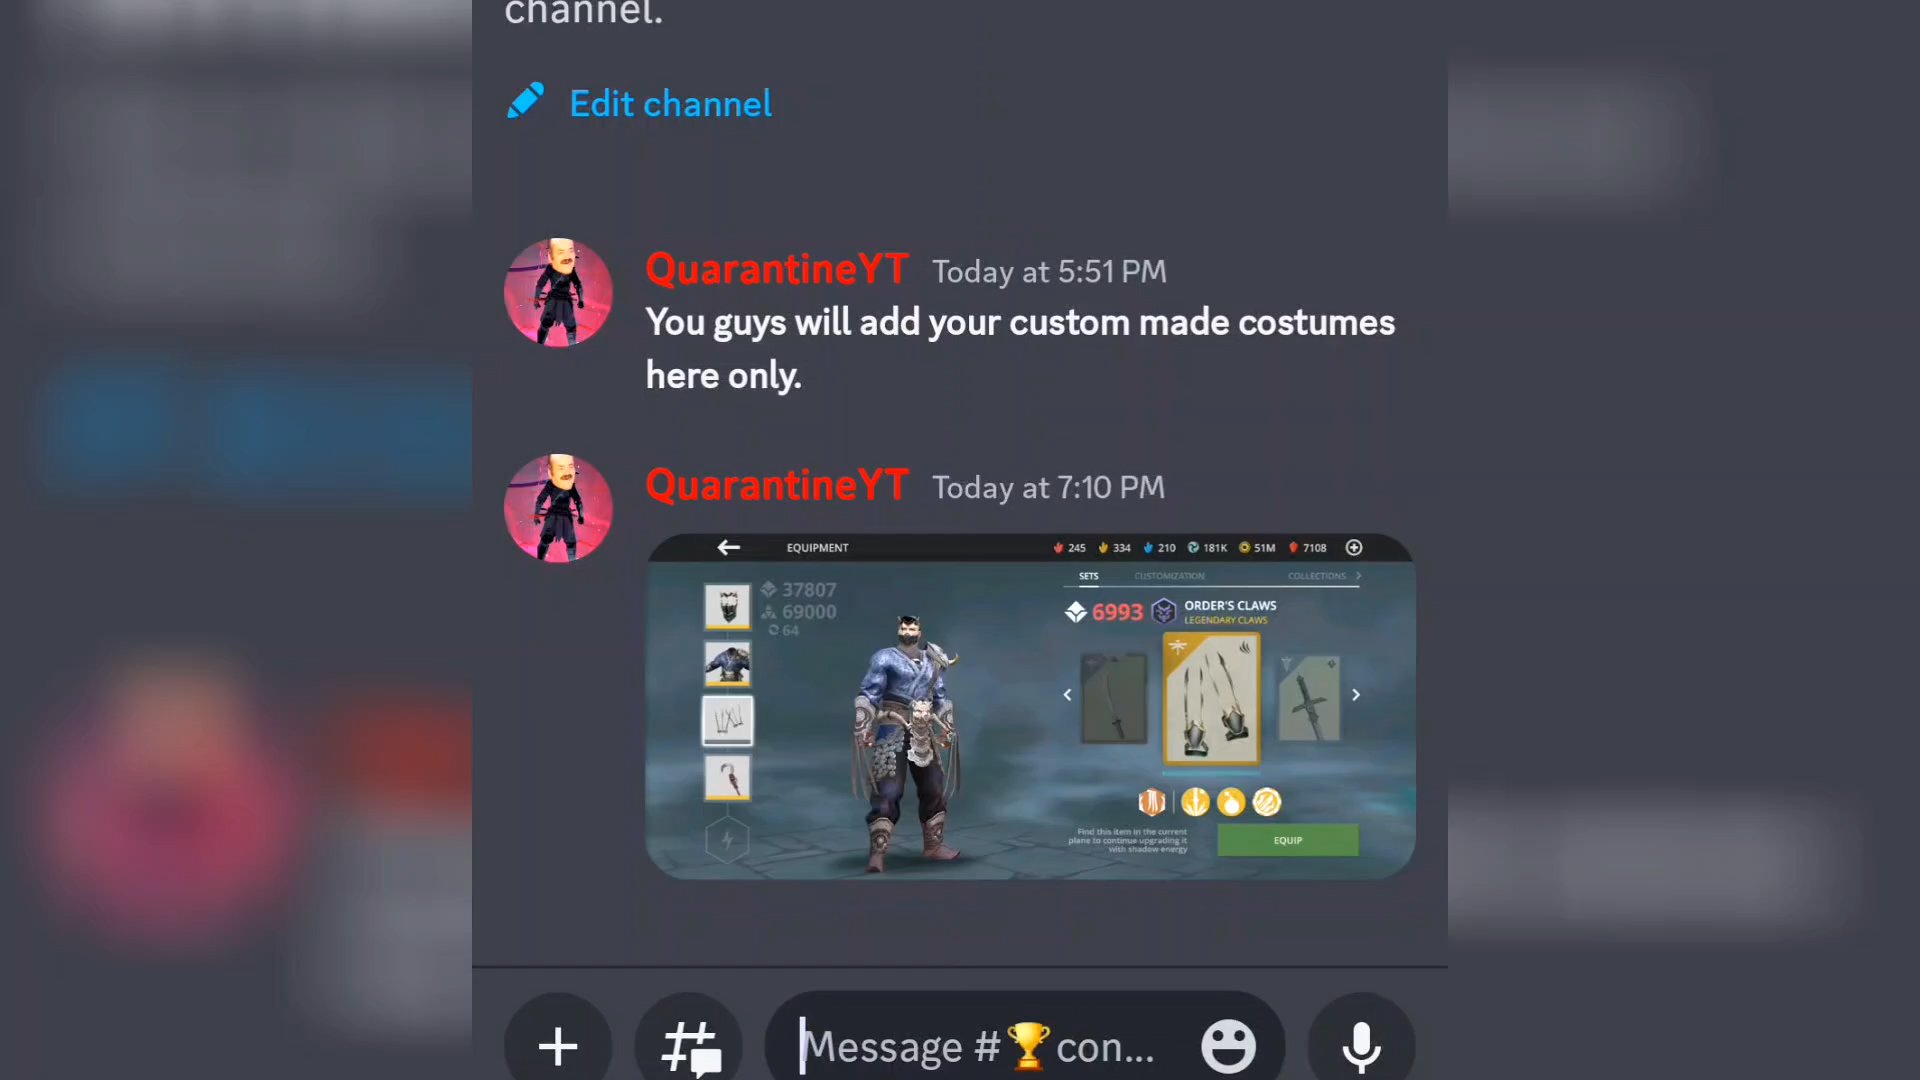 channel.
Edit channel
QuarantineYT Today at 5:51 PM
You guys will add your custom made costumes
here only.
QuarantineYT Today at 7:10 PM
EQUIPMENT 245 334 210 181K 51M 7108
SETS CUSTOMIZATION COLLECTIONS
37807
69000
64
6993 ORDER'S CLAWS
LEGENDARY CLAWS
Find this item in the current
plane to continue upgrading it
with shadow energy
EQUIP
Message #🏆con...